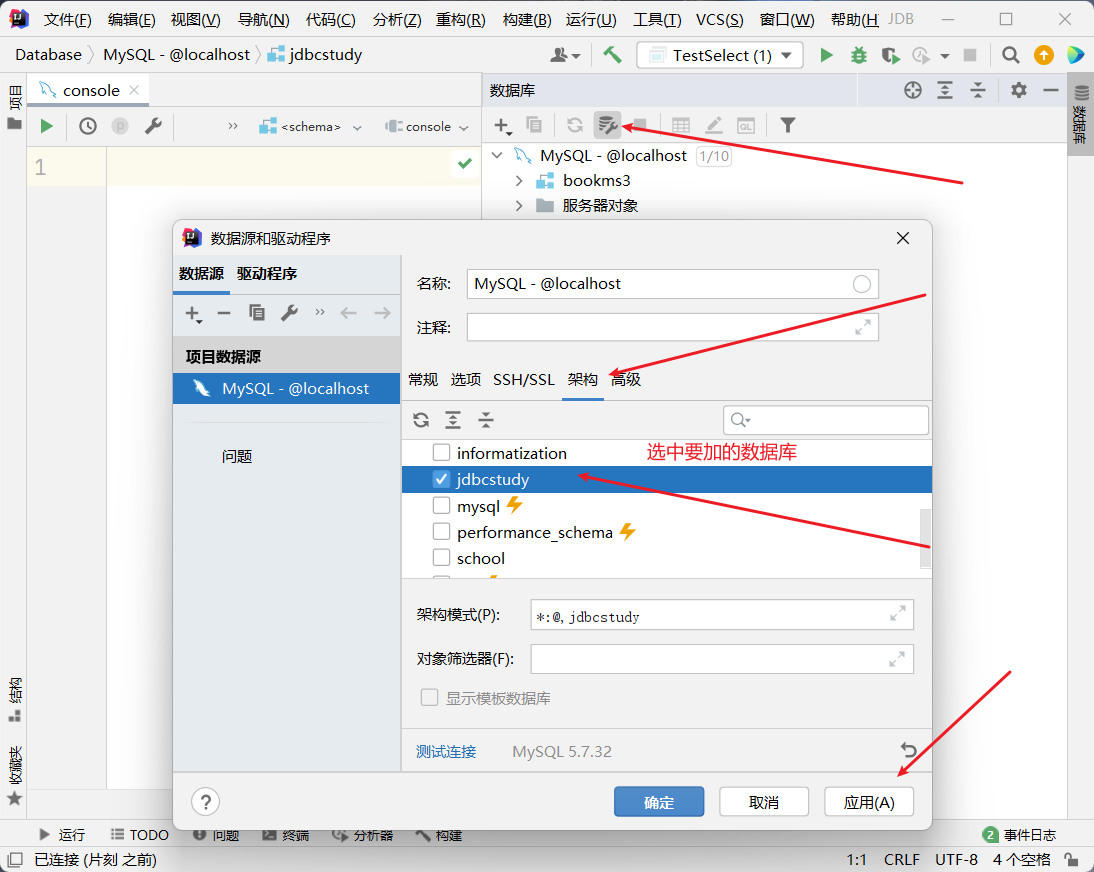 文件(F) 编辑(E) 视图(V) 导航(N) 代码(C) 分析(Z) 重构(R) 构建(B) 运行(U) 工具(T) VCS(S) 窗口(W) 帮助(H JDB
Database MySQL - @localhost jdbcstudy TestSelect (1)
项目
console
数据库
数据库
<schema> console
1
MySQL - @localhost 1/10
bookms3
服务器对象
数据源和驱动程序
数据源 驱动程序
项目数据源
MySQL - @localhost
问题
名称: MySQL - @localhost
注释:
常规 选项 SSH/SSL 架构 高级
informatization
选中要加的数据库
jdbcstudy
mysql
performance_schema
school
架构模式(P): *:@,jdbcstudy
对象筛选器(F):
显示模板数据库
测试连接 MySQL 5.7.32
? 确定 取消 应用(A)
结构
收藏夹
运行 TODO 问题 终端 分析器 构建 2 事件日志
已连接 (片刻 之前) 1:1 CRLF UTF-8 4 个空格